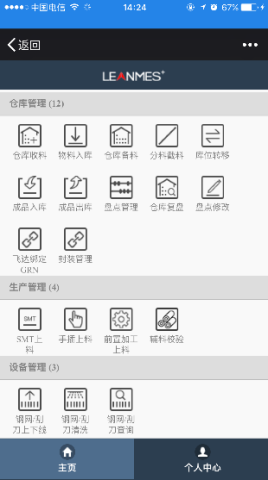 中国电信 14:24 67%
返回
LEANMES
仓库管理 (12)
仓库收料 物料入库 仓库备料 分料截料 库位转移
成品入库 成品出库 盘点管理 仓库复盘 盘点修改
飞达绑定 封装管理
GRN
生产管理 (4)
SMT
SMT上 手插上料 前置加工 辅料校验
料 上料
设备管理 (3)
钢网/刮 钢网/刮 钢网/刮
刀上下线 刀清洗 刀查询
主页 个人中心